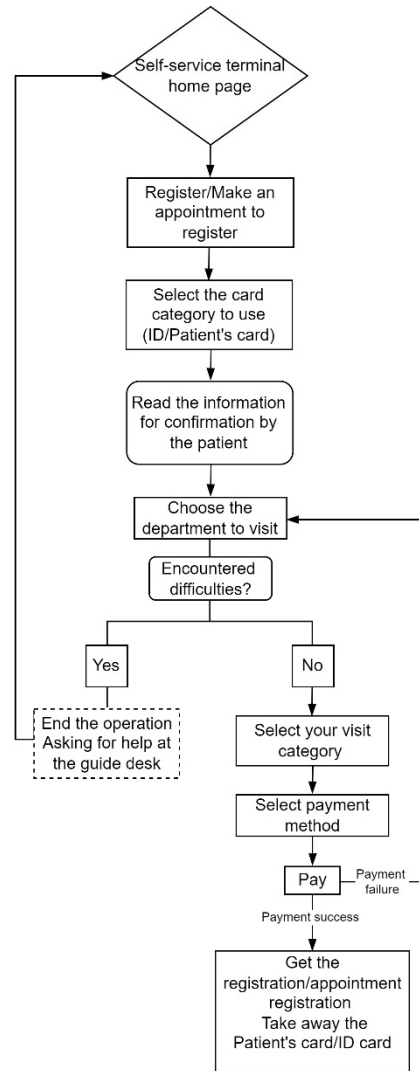 Self-service terminal
home page
Register/Make an
appointment to
register
Select the card
category to use
(ID/Patient's card)
Read the information
for confirmation by
the patient
Choose the
department to visit
Encountered
difficulties?
Yes
No
End the operation
Asking for help at
the guide desk
Select your visit
category
Select payment
method
Pay
Payment
failure
Payment success
Get the
registration/appointment
registration
Take away the
Patient's card/ID card